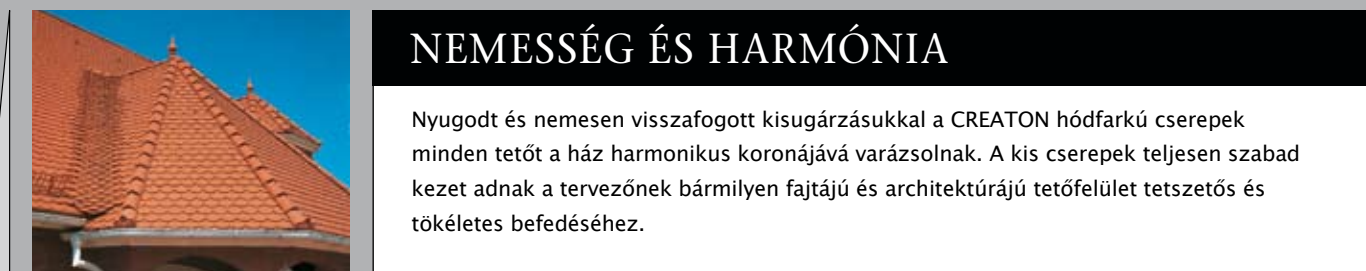 NEMESSÉG ÉS HARMÓNIA
Nyugodt és nemesen visszafogott kisugárzásukkal a CREATON hódfarkú cserepek
minden tetőt a ház harmonikus koronájává varázsolnak. A kis cserepek teljesen szabad
kezet adnak a tervezőnek bármilyen fajtájú és architektúrájú tetőfelület tetszetős és
tökéletes befedéséhez.